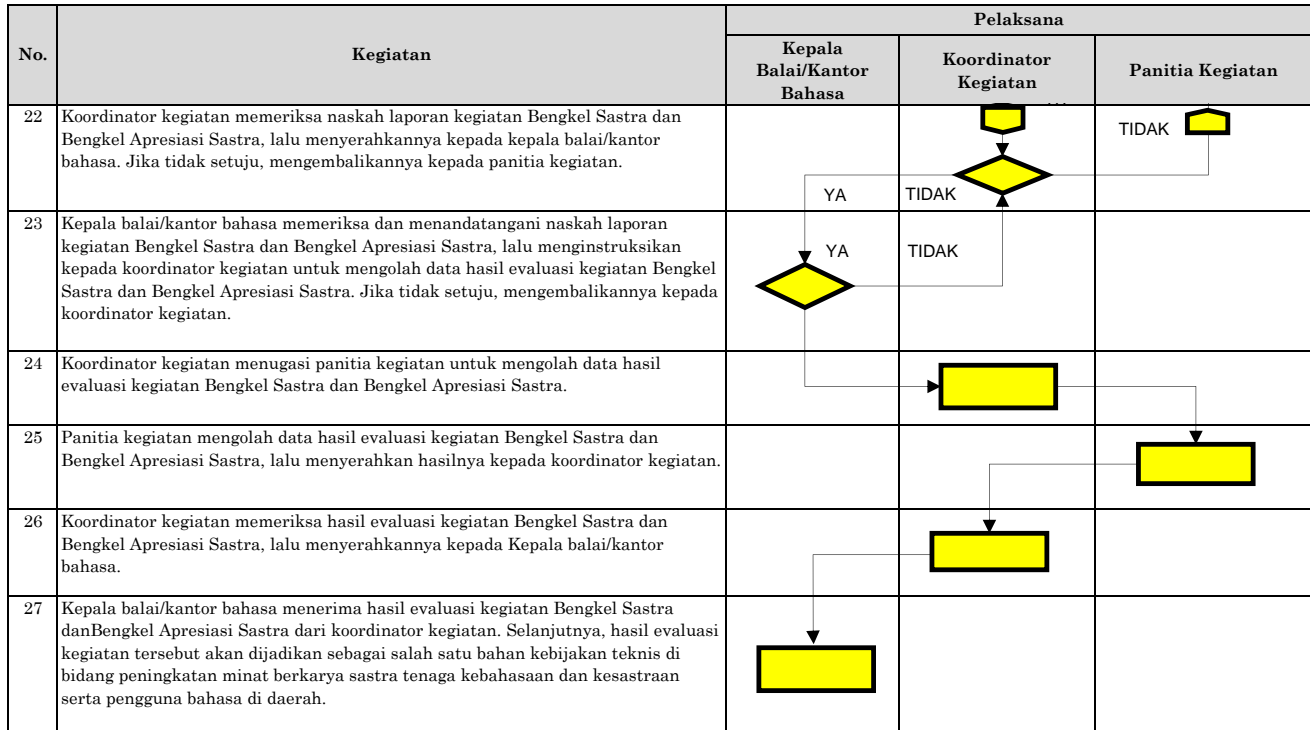 No.
Kegiatan
Pelaksana
Kepala
Balai/Kantor
Bahasa
Koordinator
Kegiatan
Panitia Kegiatan
22
Koordinator kegiatan memeriksa naskah laporan kegiatan Bengkel Sastra dan
Bengkel Apresiasi Sastra, lalu menyerahkannya kepada kepala balai/kantor
bahasa. Jika tidak setuju, mengembalikannya kepada panitia kegiatan.
TIDAK
YA
TIDAK
23
Kepala balai/kantor bahasa memeriksa dan menandatangani naskah laporan
kegiatan Bengkel Sastra dan Bengkel Apresiasi Sastra, lalu menginstruksikan
kepada koordinator kegiatan untuk mengolah data hasil evaluasi kegiatan Bengkel
Sastra dan Bengkel Apresiasi Sastra. Jika tidak setuju, mengembalikannya kepada
koordinator kegiatan.
YA
TIDAK
24
Koordinator kegiatan menugasi panitia kegiatan untuk mengolah data hasil
evaluasi kegiatan Bengkel Sastra dan Bengkel Apresiasi Sastra.
25
Panitia kegiatan mengolah data hasil evaluasi kegiatan Bengkel Sastra dan
Bengkel Apresiasi Sastra, lalu menyerahkan hasilnya kepada koordinator kegiatan.
26
Koordinator kegiatan memeriksa hasil evaluasi kegiatan Bengkel Sastra dan
Bengkel Apresiasi Sastra, lalu menyerahkannya kepada Kepala balai/kantor
bahasa.
27
Kepala balai/kantor bahasa menerima hasil evaluasi kegiatan Bengkel Sastra
danBengkel Apresiasi Sastra dari koordinator kegiatan. Selanjutnya, hasil evaluasi
kegiatan tersebut akan dijadikan sebagai salah satu bahan kebijakan teknis di
bidang peningkatan minat berkarya sastra tenaga kebahasaan dan kesastraan
serta pengguna bahasa di daerah.